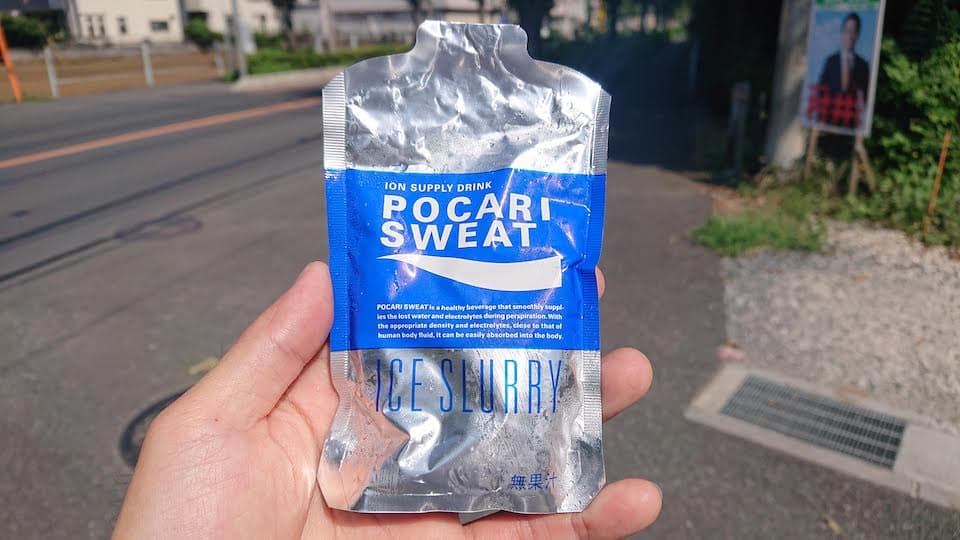 ION SUPPLY DRINK
POCARI
SWEAT
POCARI SWEAT is a healthy beverage that smoothly suppl-
ies the lost water and electrolytes during perspiration. With
the appropriate density and electrolytes, close to that of
human body fluid, it can be easily absorbed into the body.
ICE SLURRY
無果汁